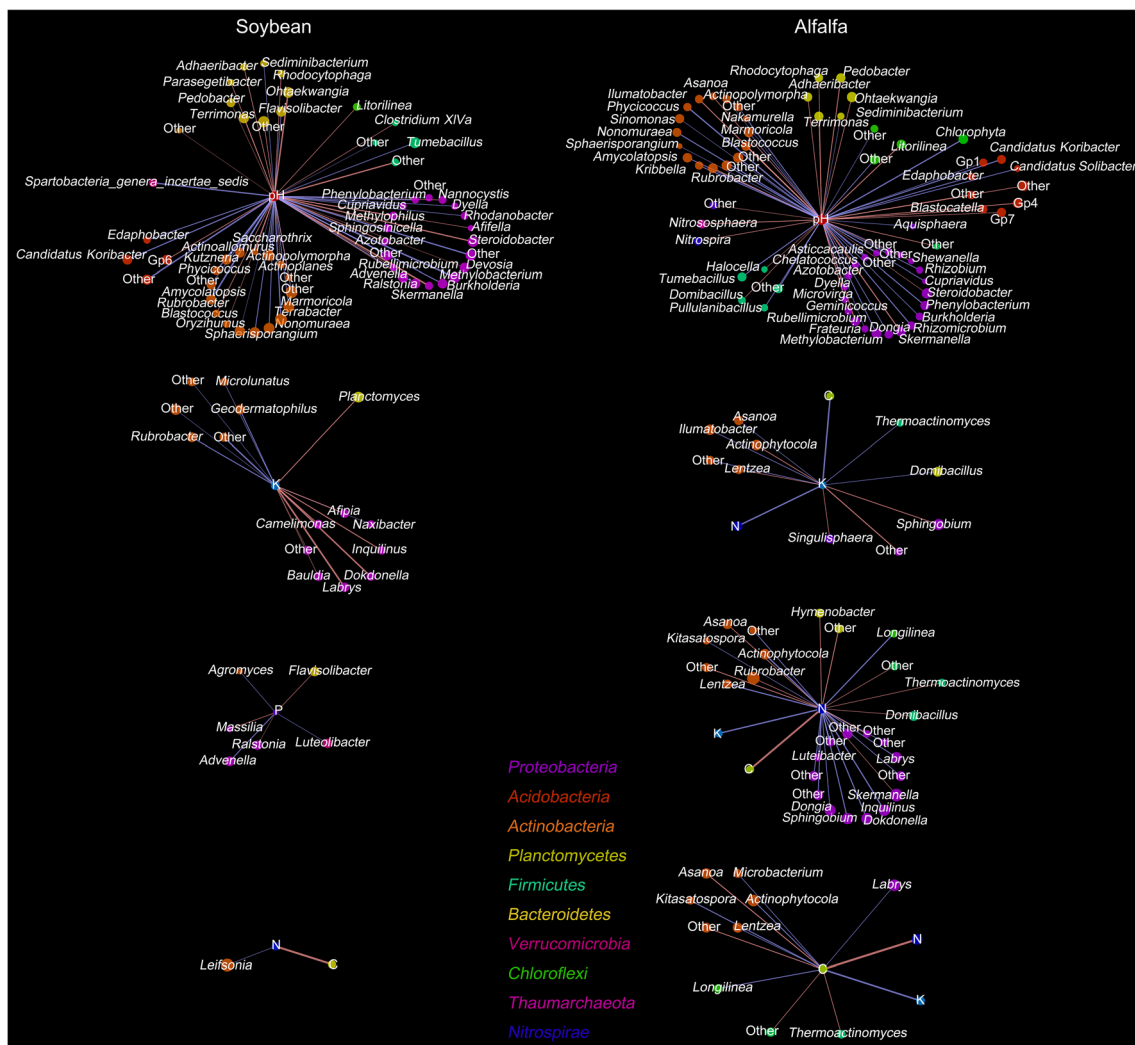 Soybean
Alfalfa
Adhaeribacter
Sediminibacterium
Rhodocytophaga
Parasegetibacter
Ohtaekwangia
Pedobacter
Flavisolibacter
Terrimonas
Other
Other
Litorilinea
Clostridium XIVa
Other
Tumebacillus
Other
Spartobacteria_genera_incertae_sedis
pH
Phenylobacterium
Other
Nannocystis
Cupriavidus
Dyella
Methylophilus
Rhodanobacter
Sphingosinicella
Afifella
Azotobacter
Steroidobacter
Other
Other
Rubellimicrobium
Devosia
Advenella
Methylobacterium
Ralstonia
Burkholderia
Skermanella
Edaphobacter
Candidatus Koribacter
Gp6
Other
Saccharothrix
Actinoallomurus
Actinopolymorpha
Kutzneria
Actinoplanes
Phycicoccus
Other
Other
Other
Amycolatopsis
Marmoricola
Rubrobacter
Terrabacter
Blastococcus
Nonomuraea
Oryzihumus
Sphaerisporangium
Rhodocytophaga
Pedobacter
Asanoa
Adhaeribacter
Ilumatobacter
Actinopolymorpha
Ohtaekwangia
Phycicoccus
Other
Sediminibacterium
Sinomonas
Nakamurella
Terrimonas
Nonomuraea
Marmoricola
Other
Chlorophyta
Sphaerisporangium
Blastococcus
Litorilinea
Candidatus Koribacter
Amycolatopsis
Other
Other
Gp1
Candidatus Solibacter
Kribbella
Other
Rubrobacter
Edaphobacter
Other
Other
Other
Gp4
Nitrososphaera
pH
Blastocatella
Gp7
Nitrospira
Aquisphaera
Asticcacaulis
Other
Other
Halocella
Chelatococcus
Other
Shewanella
Tumebacillus
Azotobacter
Rhizobium
Other
Dyella
Cupriavidus
Domibacillus
Microvirga
Steroidobacter
Pullulanibacillus
Geminicoccus
Phenylobacterium
Rubellimicrobium
Burkholderia
Frateuria
Dongia
Rhizomicrobium
Methylobacterium
Skermanella
Other
Microlunatus
Planctomyces
Other
Geodermatophilus
Rubrobacter
Other
K
Afipia
Camelimonas
Naxibacter
Other
Inquilinus
Bauldia
Dokdonella
Labrys
C
Asanoa
Thermoactinomyces
Ilumatobacter
Actinophytocola
Other
Lentzea
Domibacillus
K
N
Sphingobium
Singulisphaera
Other
Agromyces
Flavisolibacter
P
Massilia
Ralstonia
Luteolibacter
Advenella
Hymenobacter
Asanoa
Other
Other
Longilinea
Kitasatospora
Actinophytocola
Other
Rubrobacter
Other
Lentzea
Thermoactinomyces
N
Domibacillus
K
Other
Other
Other
Other
C
Luteibacter
Labrys
Other
Other
Other
Skermanella
Dongia
Inquilinus
Sphingobium
Dokdonella
Proteobacteria
Acidobacteria
Actinobacteria
Planctomycetes
Firmicutes
Bacteroidetes
Verrucomicrobia
Chloroflexi
Thaumarchaeota
Nitrospirae
N
Leifsonia
C
Asanoa
Microbacterium
Labrys
Kitasatospora
Actinophytocola
Other
Lentzea
N
C
Longilinea
K
Other
Thermoactinomyces